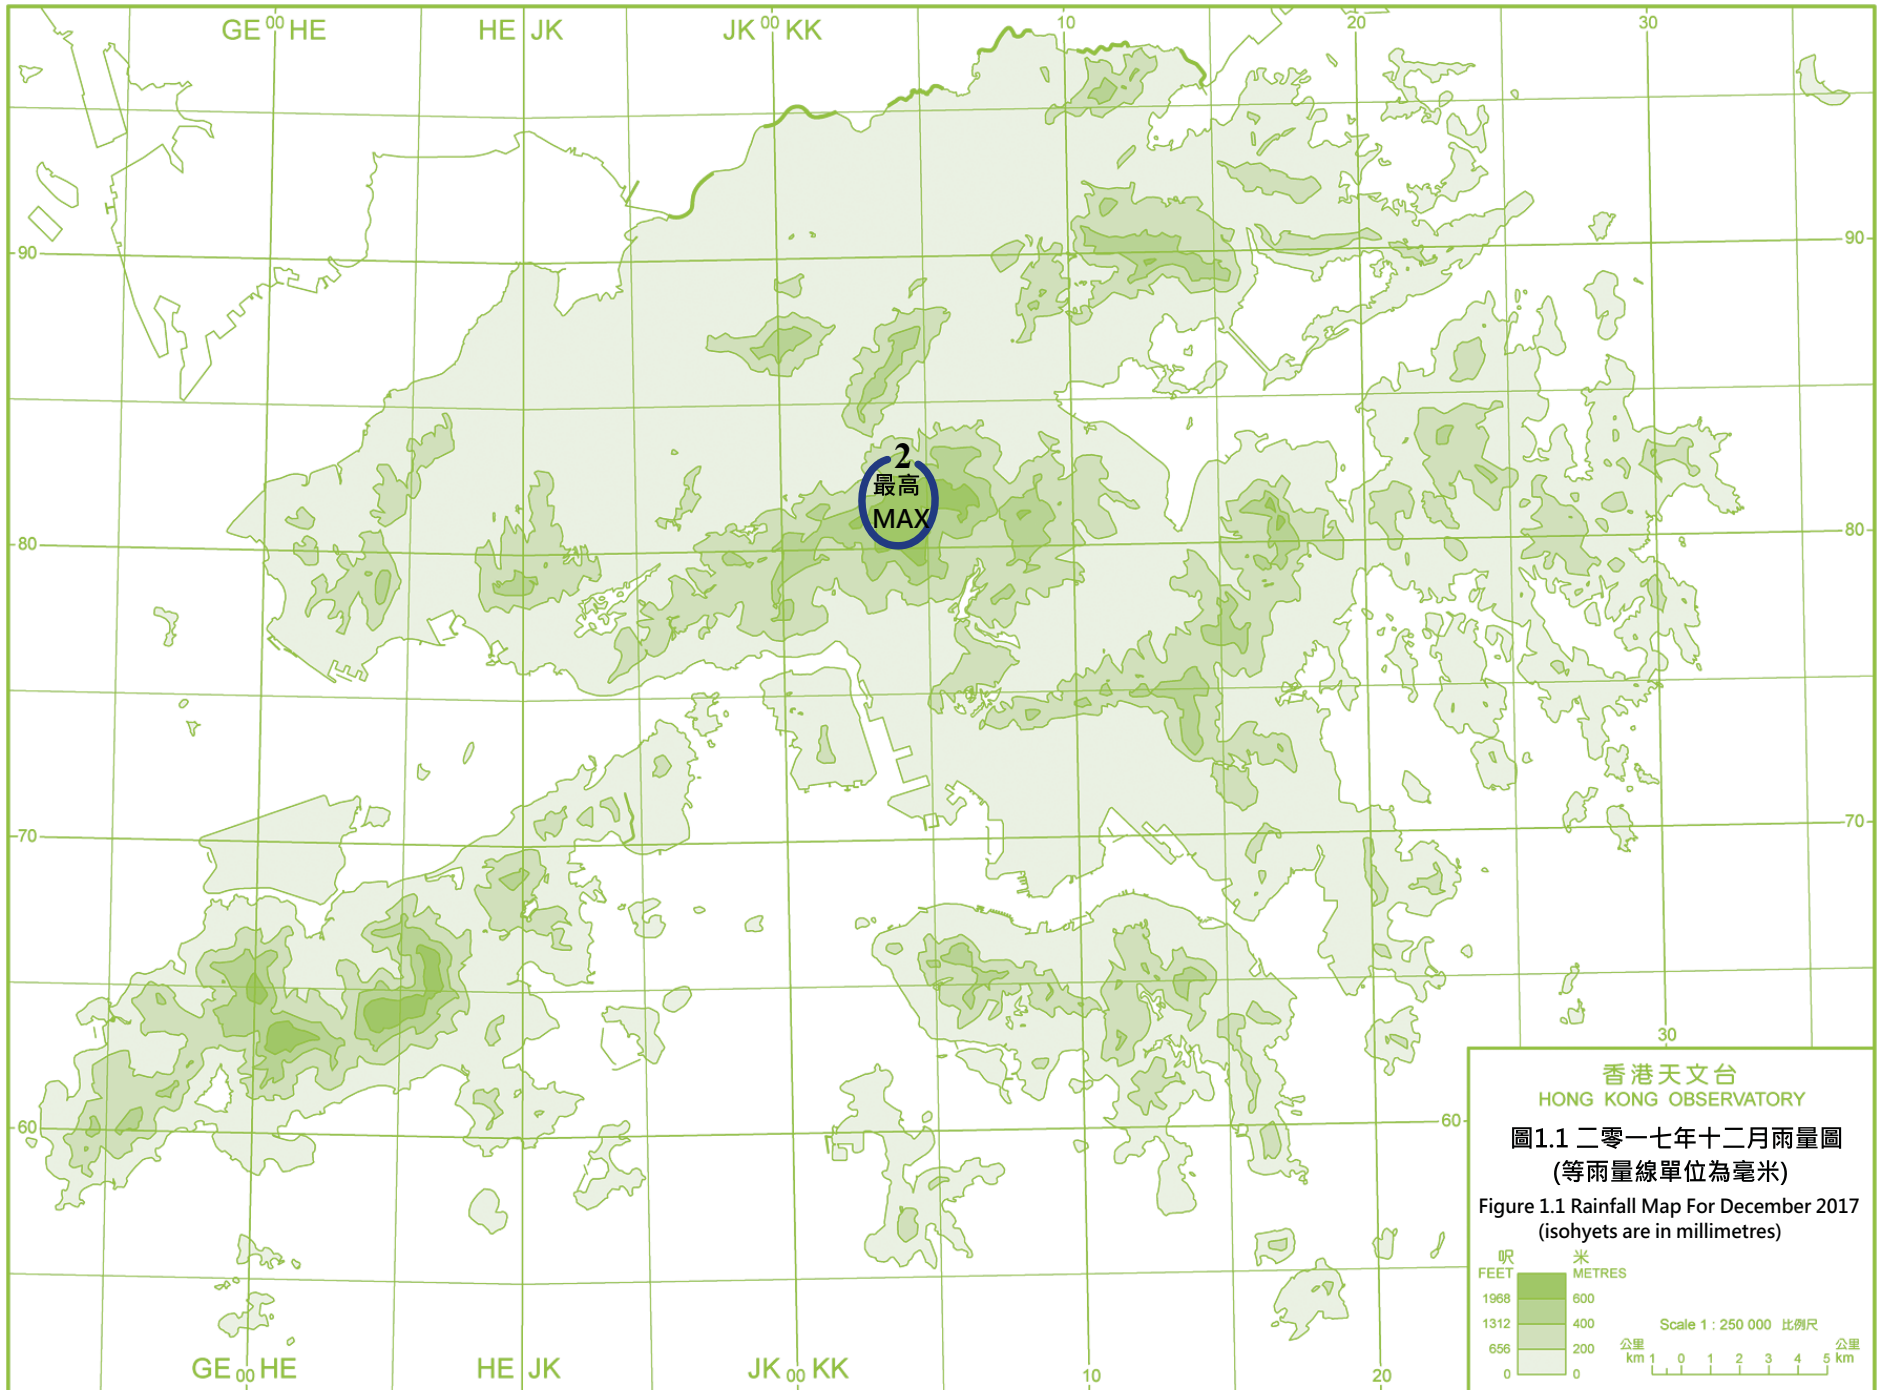 GE 00 HE HE JK JK 00 KK 10 20 30
90 90
2
最高
MAX
80 80
70 70
30
香港天文台
HONG KONG OBSERVATORY
60 60
圖1.1 二零一七年十二月雨量圖
(等雨量線單位為毫米)
Figure 1.1 Rainfall Map For December 2017
(isohyets are in millimetres)
呎 米
FEET METRES
1968 600
1312 400
656 200
0 0
Scale 1 : 250 000 比例尺
公里 公里
km 1 0 1 2 3 4 5 km
GE 00 HE HE JK JK 00 KK 10 20